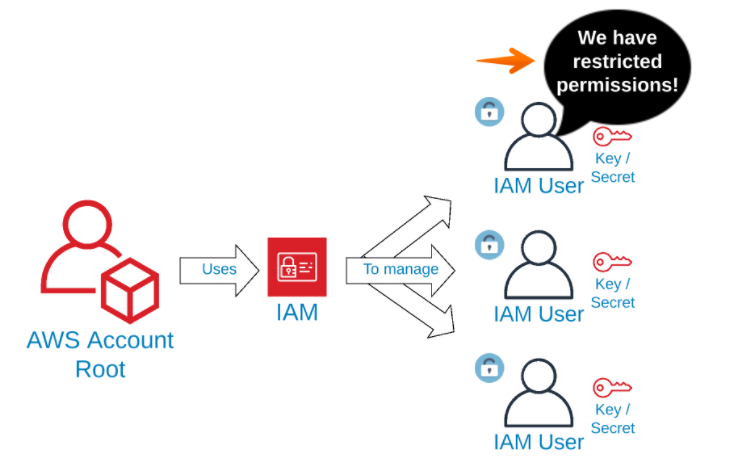 We have
restricted
permissions!
Key /
Secret
IAM User
Uses
To manage
IAM
AWS Account
Root
Key /
Secret
IAM User
Key /
Secret
IAM User